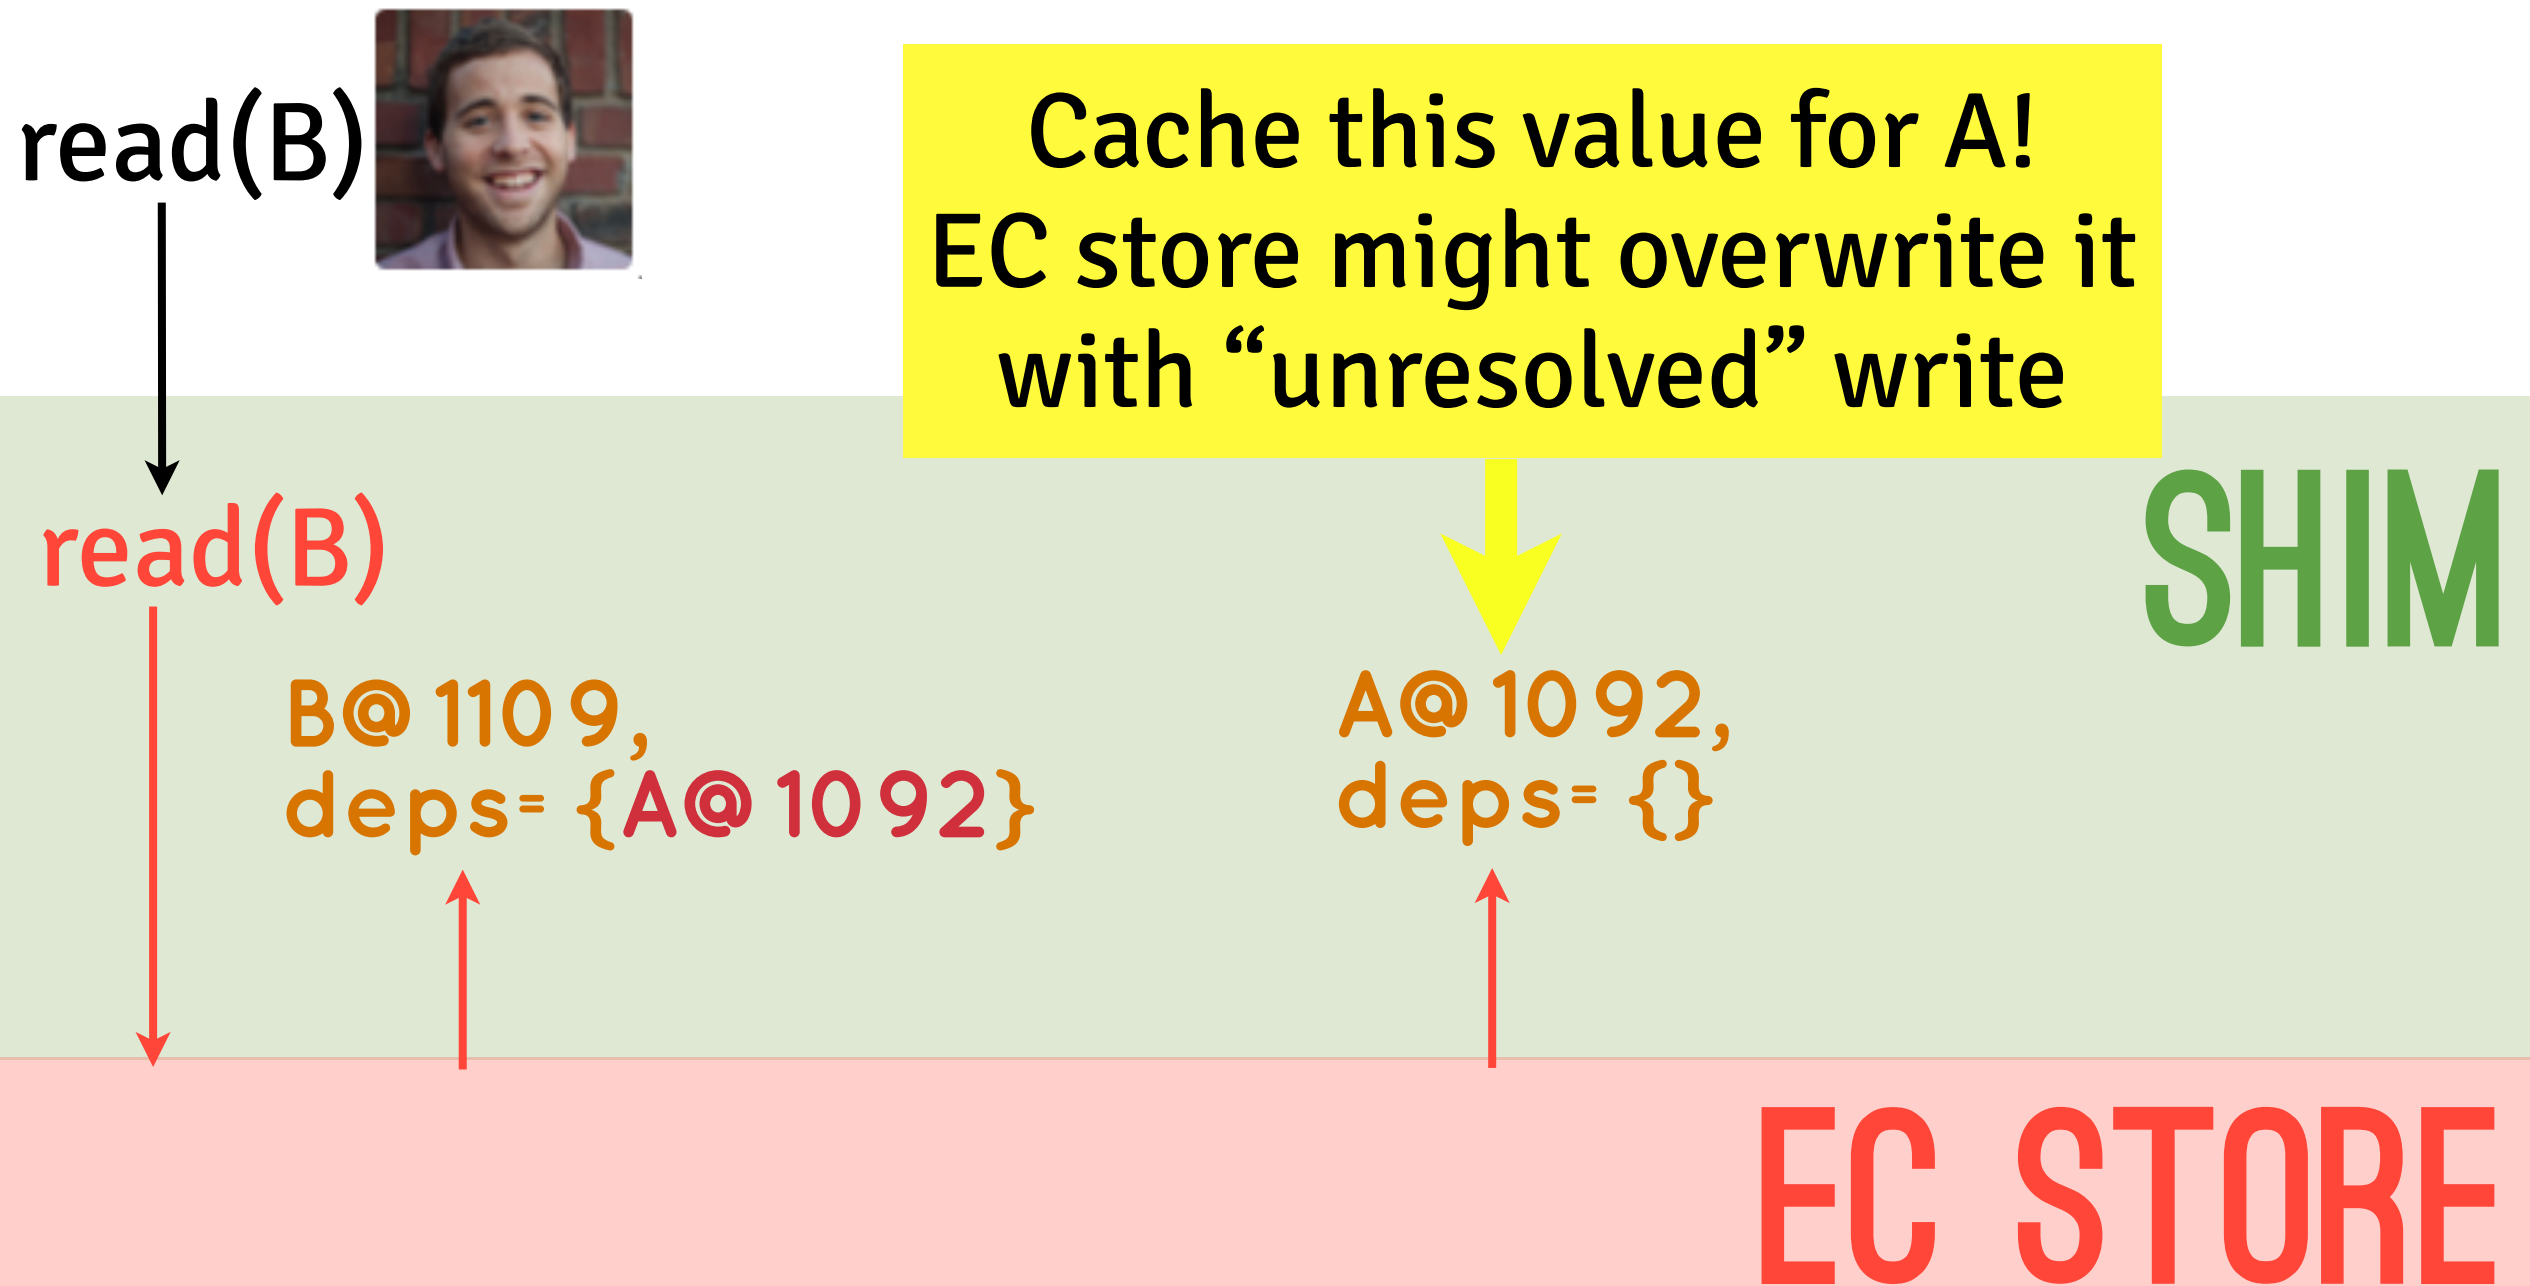 read(B)
Cache this value for A!
EC store might overwrite it
with “unresolved” write
SHIM
read(B)
B@1109,
deps={A@1092}
A@1092,
deps={}
EC STORE